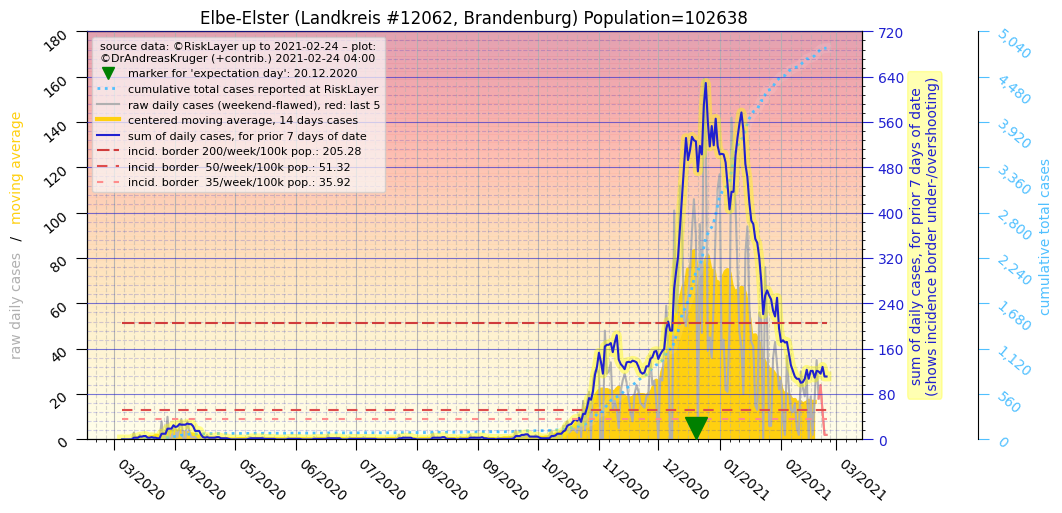 Elbe-Elster (Landkreis #12062, Brandenburg) Population=102638
source data: ©RiskLayer up to 2021-02-24 – plot:
©DrAndreasKruger (+contrib.) 2021-02-24 04:00
marker for 'expectation day': 20.12.2020
cumulative total cases reported at RiskLayer
raw daily cases (weekend-flawed), red: last 5
centered moving average, 14 days cases
sum of daily cases, for prior 7 days of date
incid. border 200/week/100k pop.: 205.28
incid. border  50/week/100k pop.: 51.32
incid. border  35/week/100k pop.: 35.92
raw daily cases / moving average
180
160
140
120
100
80
60
40
20
0
03/2020
04/2020
05/2020
06/2020
07/2020
08/2020
09/2020
10/2020
11/2020
12/2020
01/2021
02/2021
03/2021
720
640
560
480
400
320
240
160
80
0
sum of daily cases, for prior 7 days of date
(shows incidence border under-/overshooting)
5,040
4,480
3,920
3,360
2,800
2,240
1,680
1,120
560
0
cumulative total cases